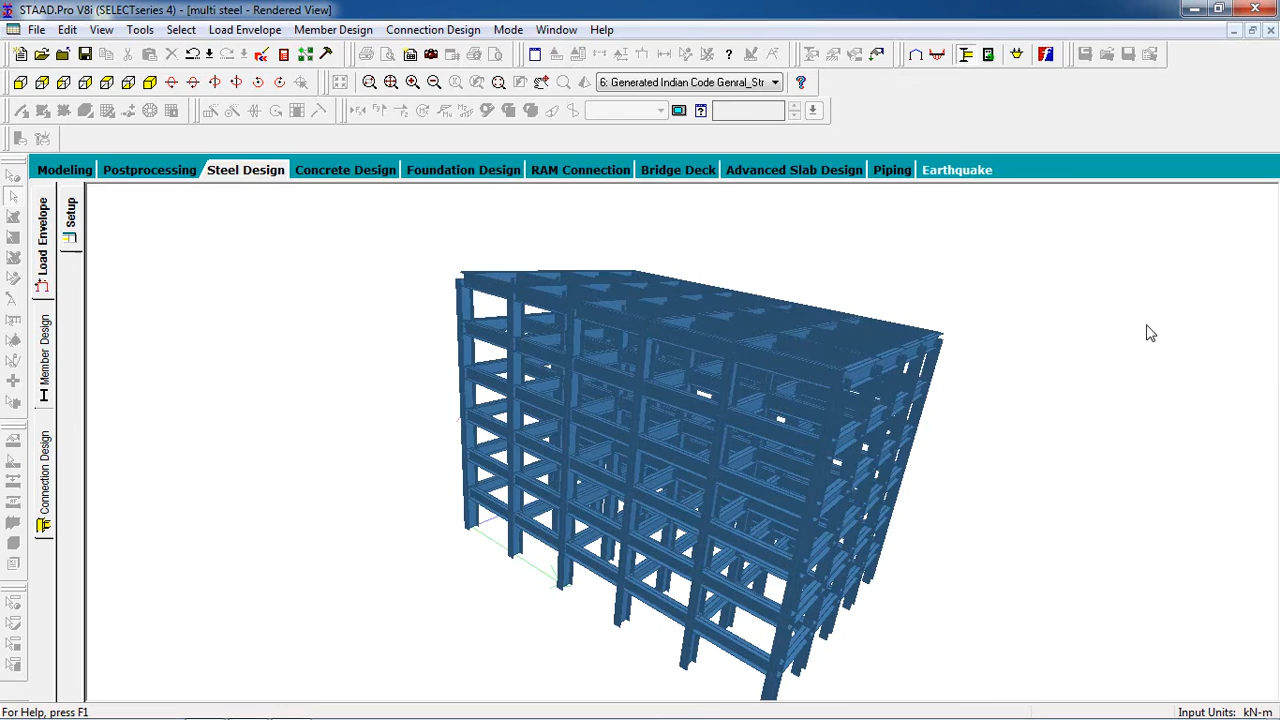 STAAD.Pro V8i (SELECTseries 4) - [multi steel - Rendered View]
File Edit View Tools Select Load Envelope Member Design Connection Design Mode Window Help
6: Generated Indian Code Genral_Str
Modeling Postprocessing Steel Design Concrete Design Foundation Design RAM Connection Bridge Deck Advanced Slab Design Piping Earthquake
Load Envelope
Setup
Member Design
Connection Design
For Help, press F1
Input Units: kN-m